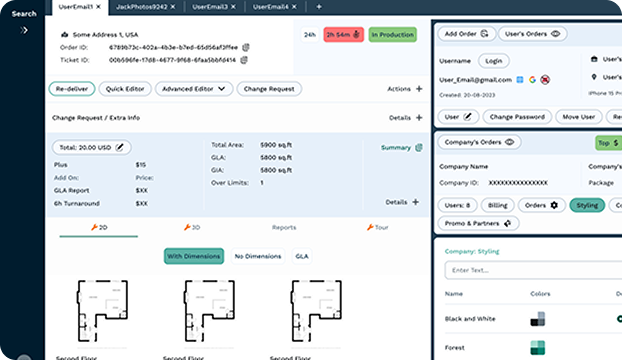 Search
UserEmail1 ×
JackPhotos9242 ×
UserEmail3 ×
UserEmail4 ×
+
Some Address 1, USA
Order ID: 6789b73c-402a-4b3e-b7ed-65d56af3ffee
Ticket ID: 00b596fe-17d8-4677-9f68-6faa5bbfd414
24h
2h 54m
In Production
Re-deliver
Quick Editor
Advanced Editor
Change Request
Actions +
Change Request / Extra Info
Details +
Total: 20.00 USD
Plus $15
Add On: Price:
GLA Report $XX
6h Turnaround $XX
Total Area: 5900 sq.ft
GLA: 5800 sq.ft
GIA: 5800 sq.ft
Over Limits: 1
Summary
Details +
2D
3D
Reports
Tour
With Dimensions
No Dimensions
GLA
Second Floor
Second Floor
Second Floor
Add Order
User's Orders
Username
Login
User_Email@gmail.com
Created: 20-08-2023
User's
User's
iPhone 15
User
Change Password
Move User
Company's Orders
Top $
Company Name
Company's
Company ID: XXXXXXXXXXXXXXX
Package
Users: 8
Billing
Orders
Styling
Promo & Partners
Company: Styling
Enter Text...
Name
Colors
Black and White
Forest